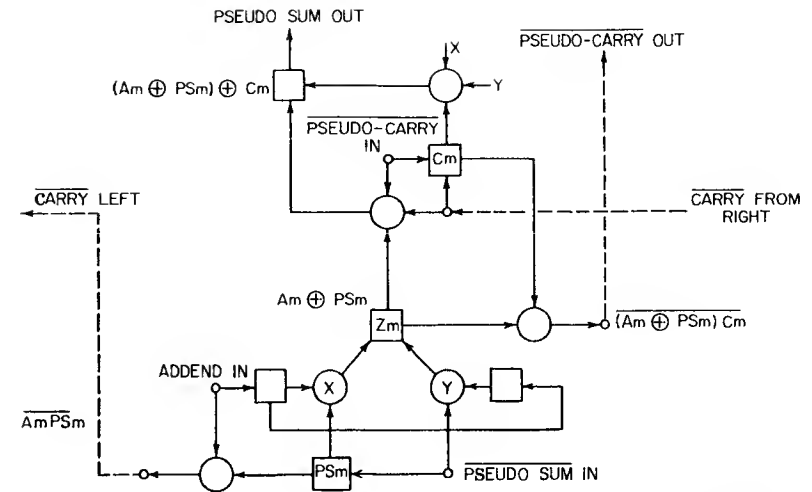 PSEUDO SUM OUT
X
PSEUDO-CARRY OUT
(Am ⊕ PSm) ⊕ Cm
Y
PSEUDO-CARRY
IN
Cm
CARRY LEFT
CARRY FROM
RIGHT
Am ⊕ PSm
Zm
(Am ⊕ PSm) Cm
ADDEND IN
X
Y
AmPSm
PSm
PSEUDO SUM IN